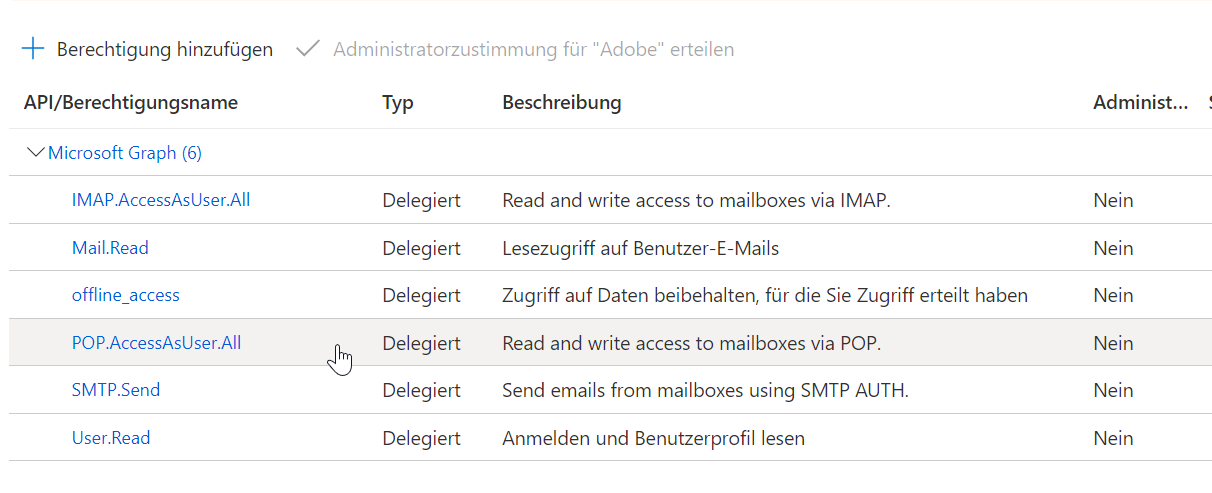 Berechtigung hinzufügen Administratorzustimmung für "Adobe" erteilen
API/Berechtigungsname Typ Beschreibung Administ...
Microsoft Graph (6)
IMAP.AccessAsUser.All Delegiert Read and write access to mailboxes via IMAP. Nein
Mail.Read Delegiert Lesezugriff auf Benutzer-E-Mails Nein
offline_access Delegiert Zugriff auf Daten beibehalten, für die Sie Zugriff erteilt haben Nein
POP.AccessAsUser.All Delegiert Read and write access to mailboxes via POP. Nein
SMTP.Send Delegiert Send emails from mailboxes using SMTP AUTH. Nein
User.Read Delegiert Anmelden und Benutzerprofil lesen Nein